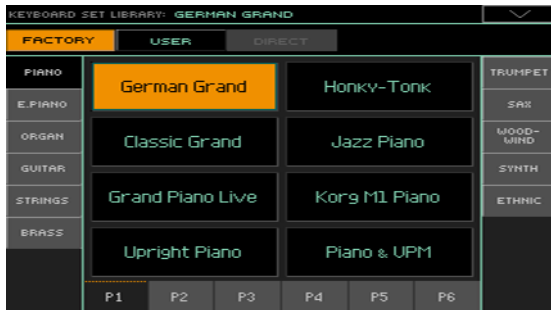 KEYBOARD SET LIBRARY: GERMAN GRAND
FACTORY USER DIRECT
PIANO
E.PIANO
ORGAN
GUITAR
STRINGS
BRASS
German Grand Honky-Tonk
Classic Grand Jazz Piano
Grand Piano Live Korg M1 Piano
Upright Piano Piano & UPM
TRUMPET
SAX
WOOD-
WIND
SYNTH
ETHNIC
P1 P2 P3 P4 P5 P6